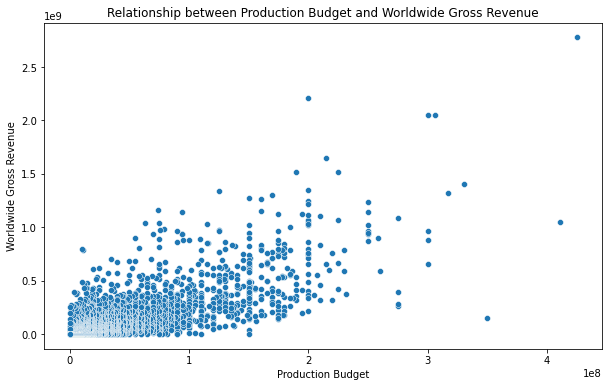 Relationship between Production Budget and Worldwide Gross Revenue
1e9
2.5
2.0
1.5
1.0
0.5
0.0
Worldwide Gross Revenue
0
1
2
3
4
1e8
Production Budget